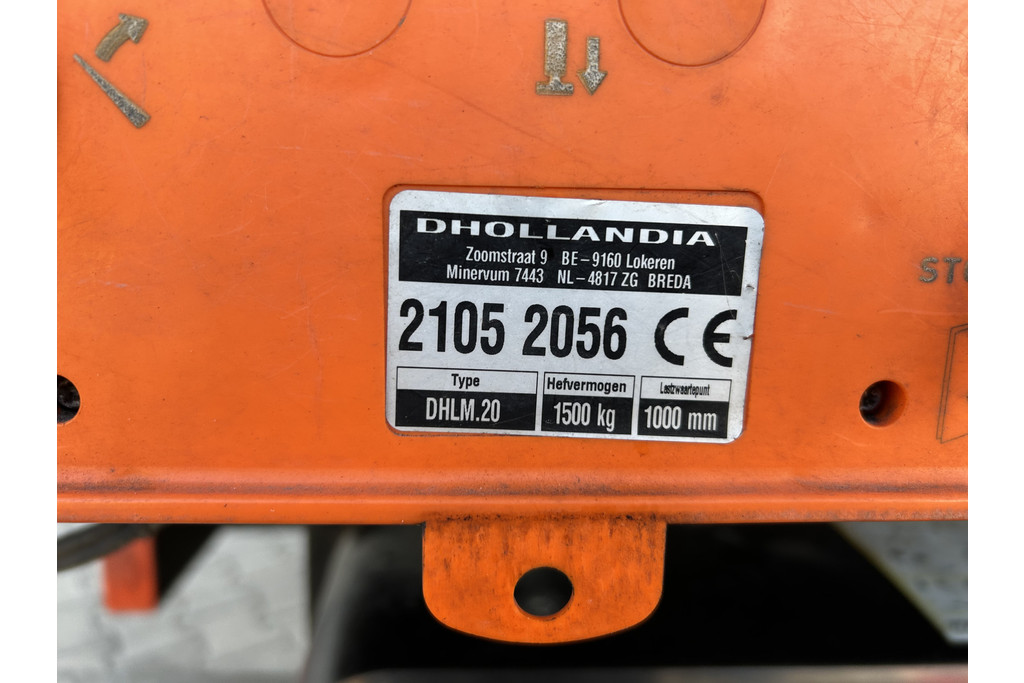 DHOLLANDIA
Zoomstraat 9 BE-9160 Lokeren
Minervum 7443 NL-4817 ZG BREDA
2105 2056 CE
Type
DHLM.20
Hefvermogen
1500 kg
Lastzwaartepunt
1000 mm